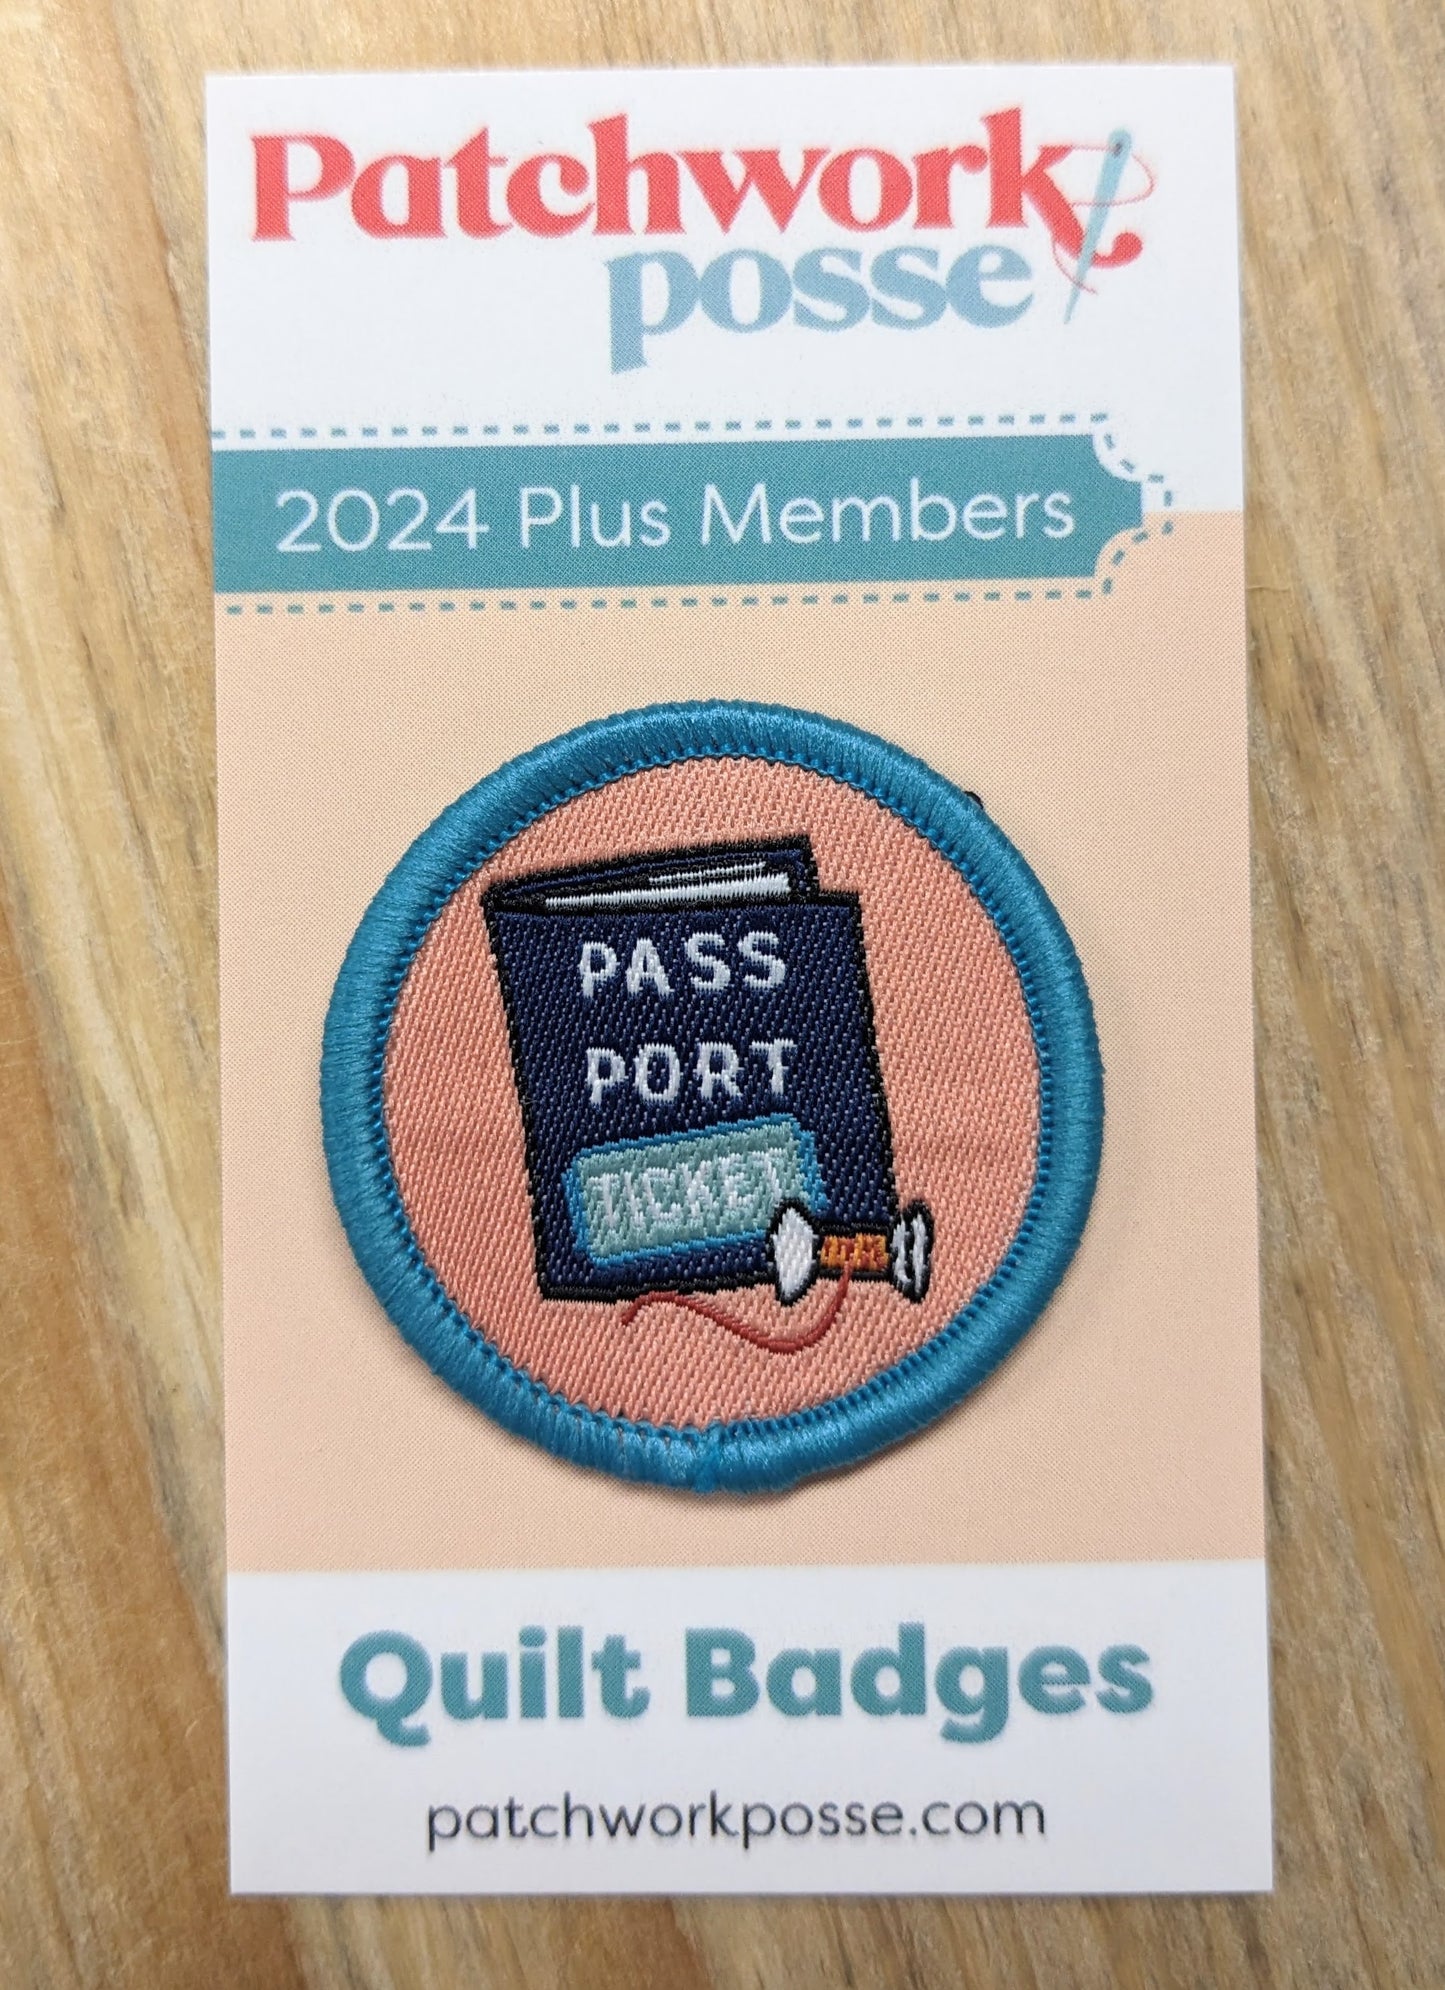 Patchwork
posse
2024 Plus Members
PASS
PORT
TICKET
Quilt Badges
patchworkposse.com